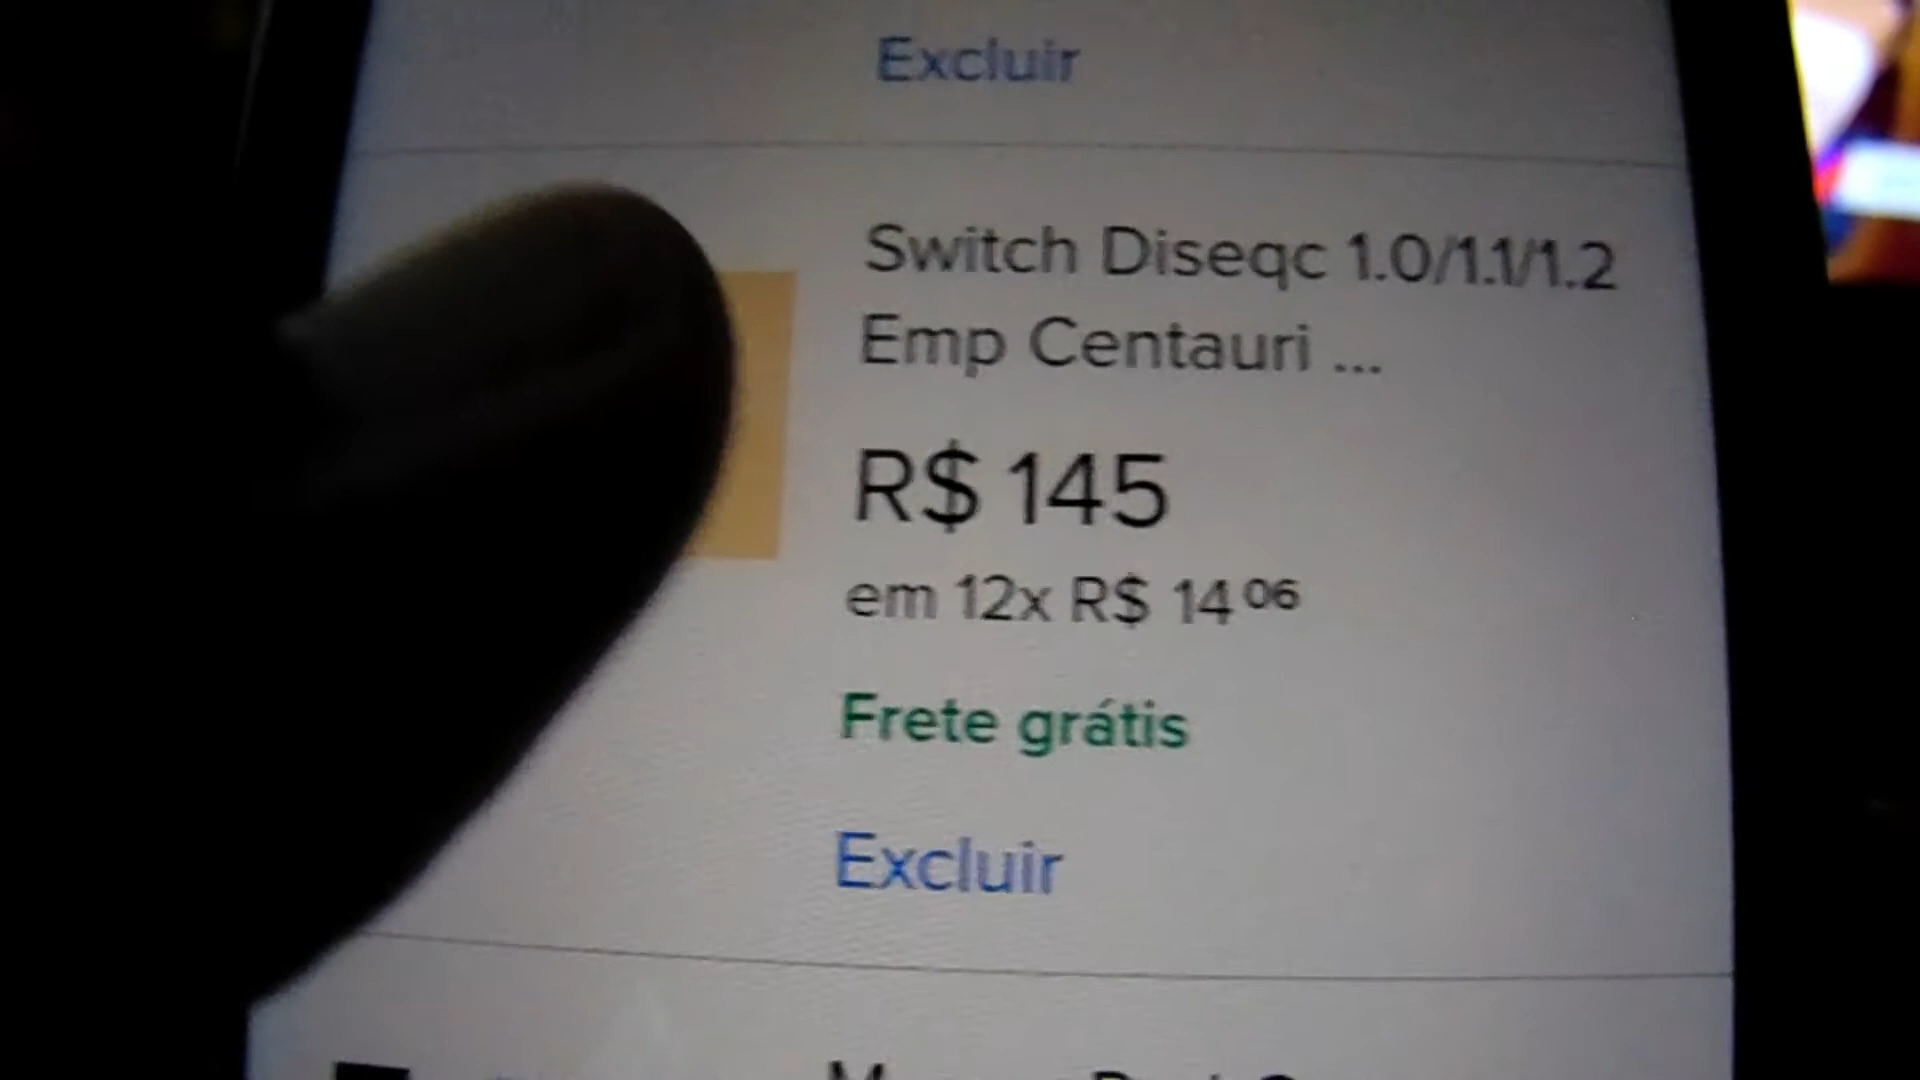 Excluir
Switch Diseqc 1.0/1.1/1.2
Emp Centauri ...
R$ 145
em 12x R$ 14 06
Frete grátis
Excluir